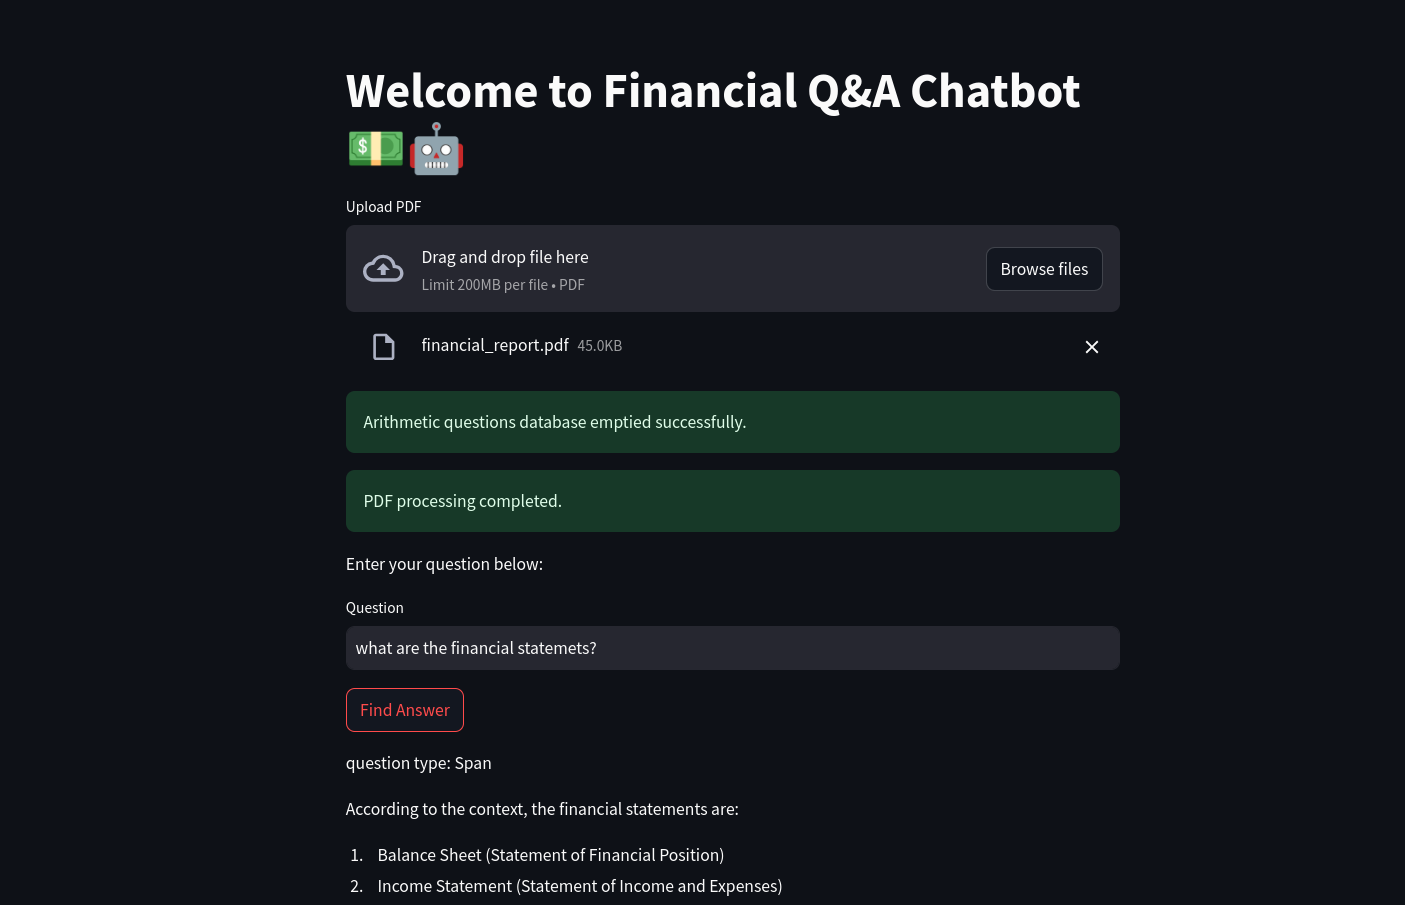 Welcome to Financial Q&A Chatbot
💵🤖
Upload PDF
Drag and drop file here
Limit 200MB per file • PDF
Browse files
financial_report.pdf 45.0KB
Arithmetic questions database emptied successfully.
PDF processing completed.
Enter your question below:
Question
what are the financial statemets?
Find Answer
question type: Span
According to the context, the financial statements are:
1. Balance Sheet (Statement of Financial Position)
2. Income Statement (Statement of Income and Expenses)